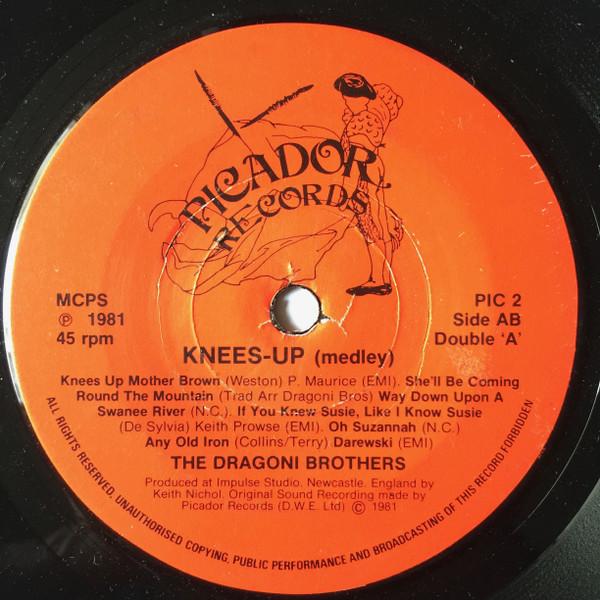 PICADOR
RECORDS
MCPS
Ⓟ 1981
45 rpm
PIC 2
Side AB
Double 'A'
KNEES-UP (medley)
Knees Up Mother Brown (Weston) P. Maurice (EMI). She'll Be Coming
Round The Mountain (Trad Arr Dragoni Bros) Way Down Upon A
Swanee River (N.C.). If You Knew Susie, Like I Know Susie
(De Sylvia) Keith Prowse (EMI). Oh Suzannah (N.C.)
Any Old Iron (Collins/Terry) Darewski (EMI)
THE DRAGONI BROTHERS
Produced at Impulse Studio, Newcastle, England by
Keith Nichol. Original Sound Recording made by
Picador Records (D.W.E. Ltd) © 1981
ALL RIGHTS RESERVED, UNAUTHORISED COPYING, PUBLIC PERFORMANCE AND BROADCASTING OF THIS RECORD FORBIDDEN